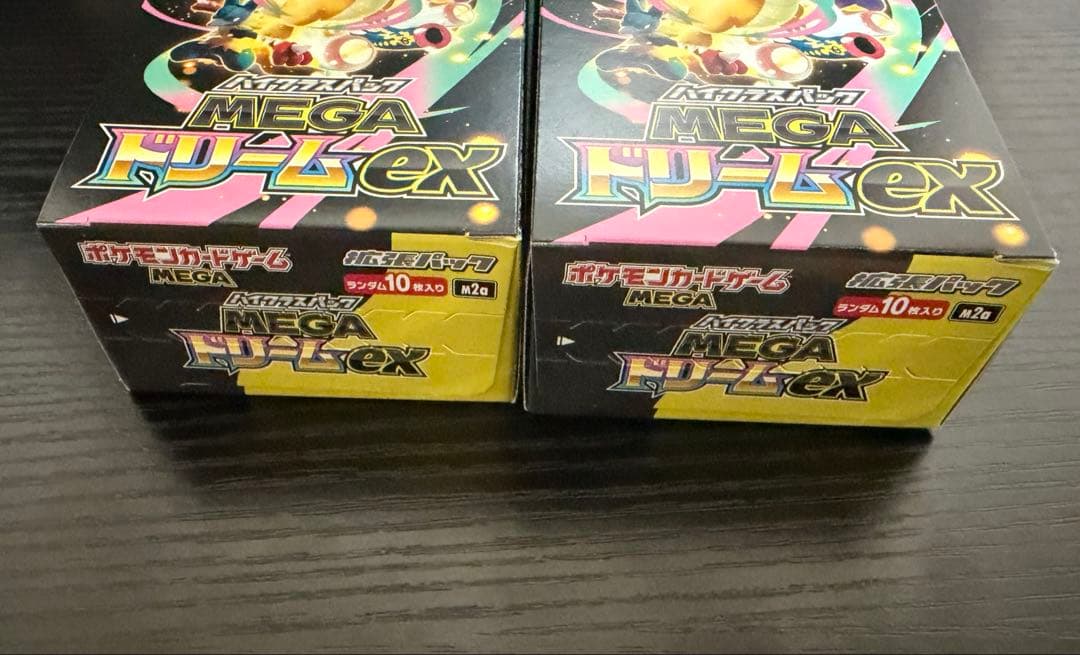 ハイクラスパック
MEGA
ドリームex
ポケモンカードゲーム
MEGA
拡張パック
ランダム10枚入り
M2a
ハイクラスパック
MEGA
ドリームex
ハイクラスパック
MEGA
ドリームex
ポケモンカードゲーム
MEGA
拡張パック
ランダム10枚入り
M2a
ハイクラスパック
MEGA
ドリームex